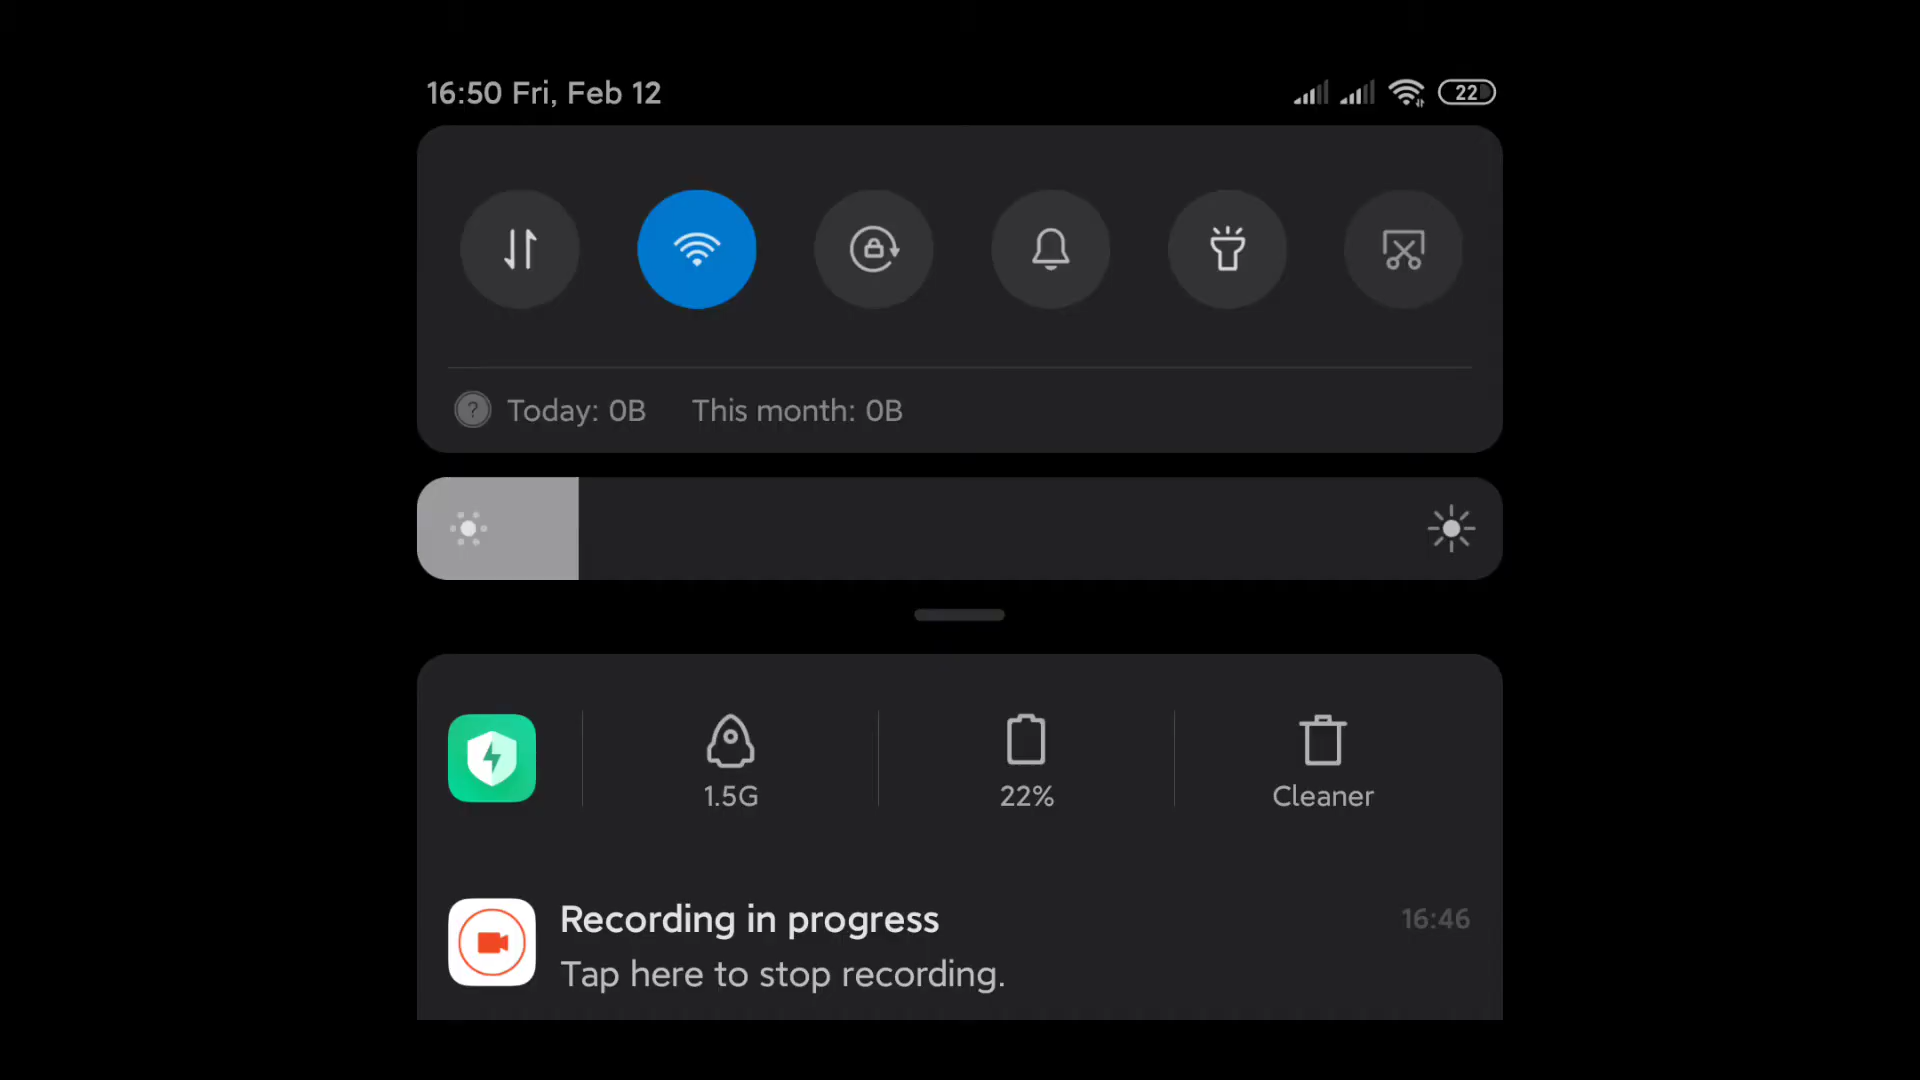 16:50 Fri, Feb 12
22
? Today: 0B This month: 0B
1.5G
22%
Cleaner
Recording in progress
16:46
Tap here to stop recording.